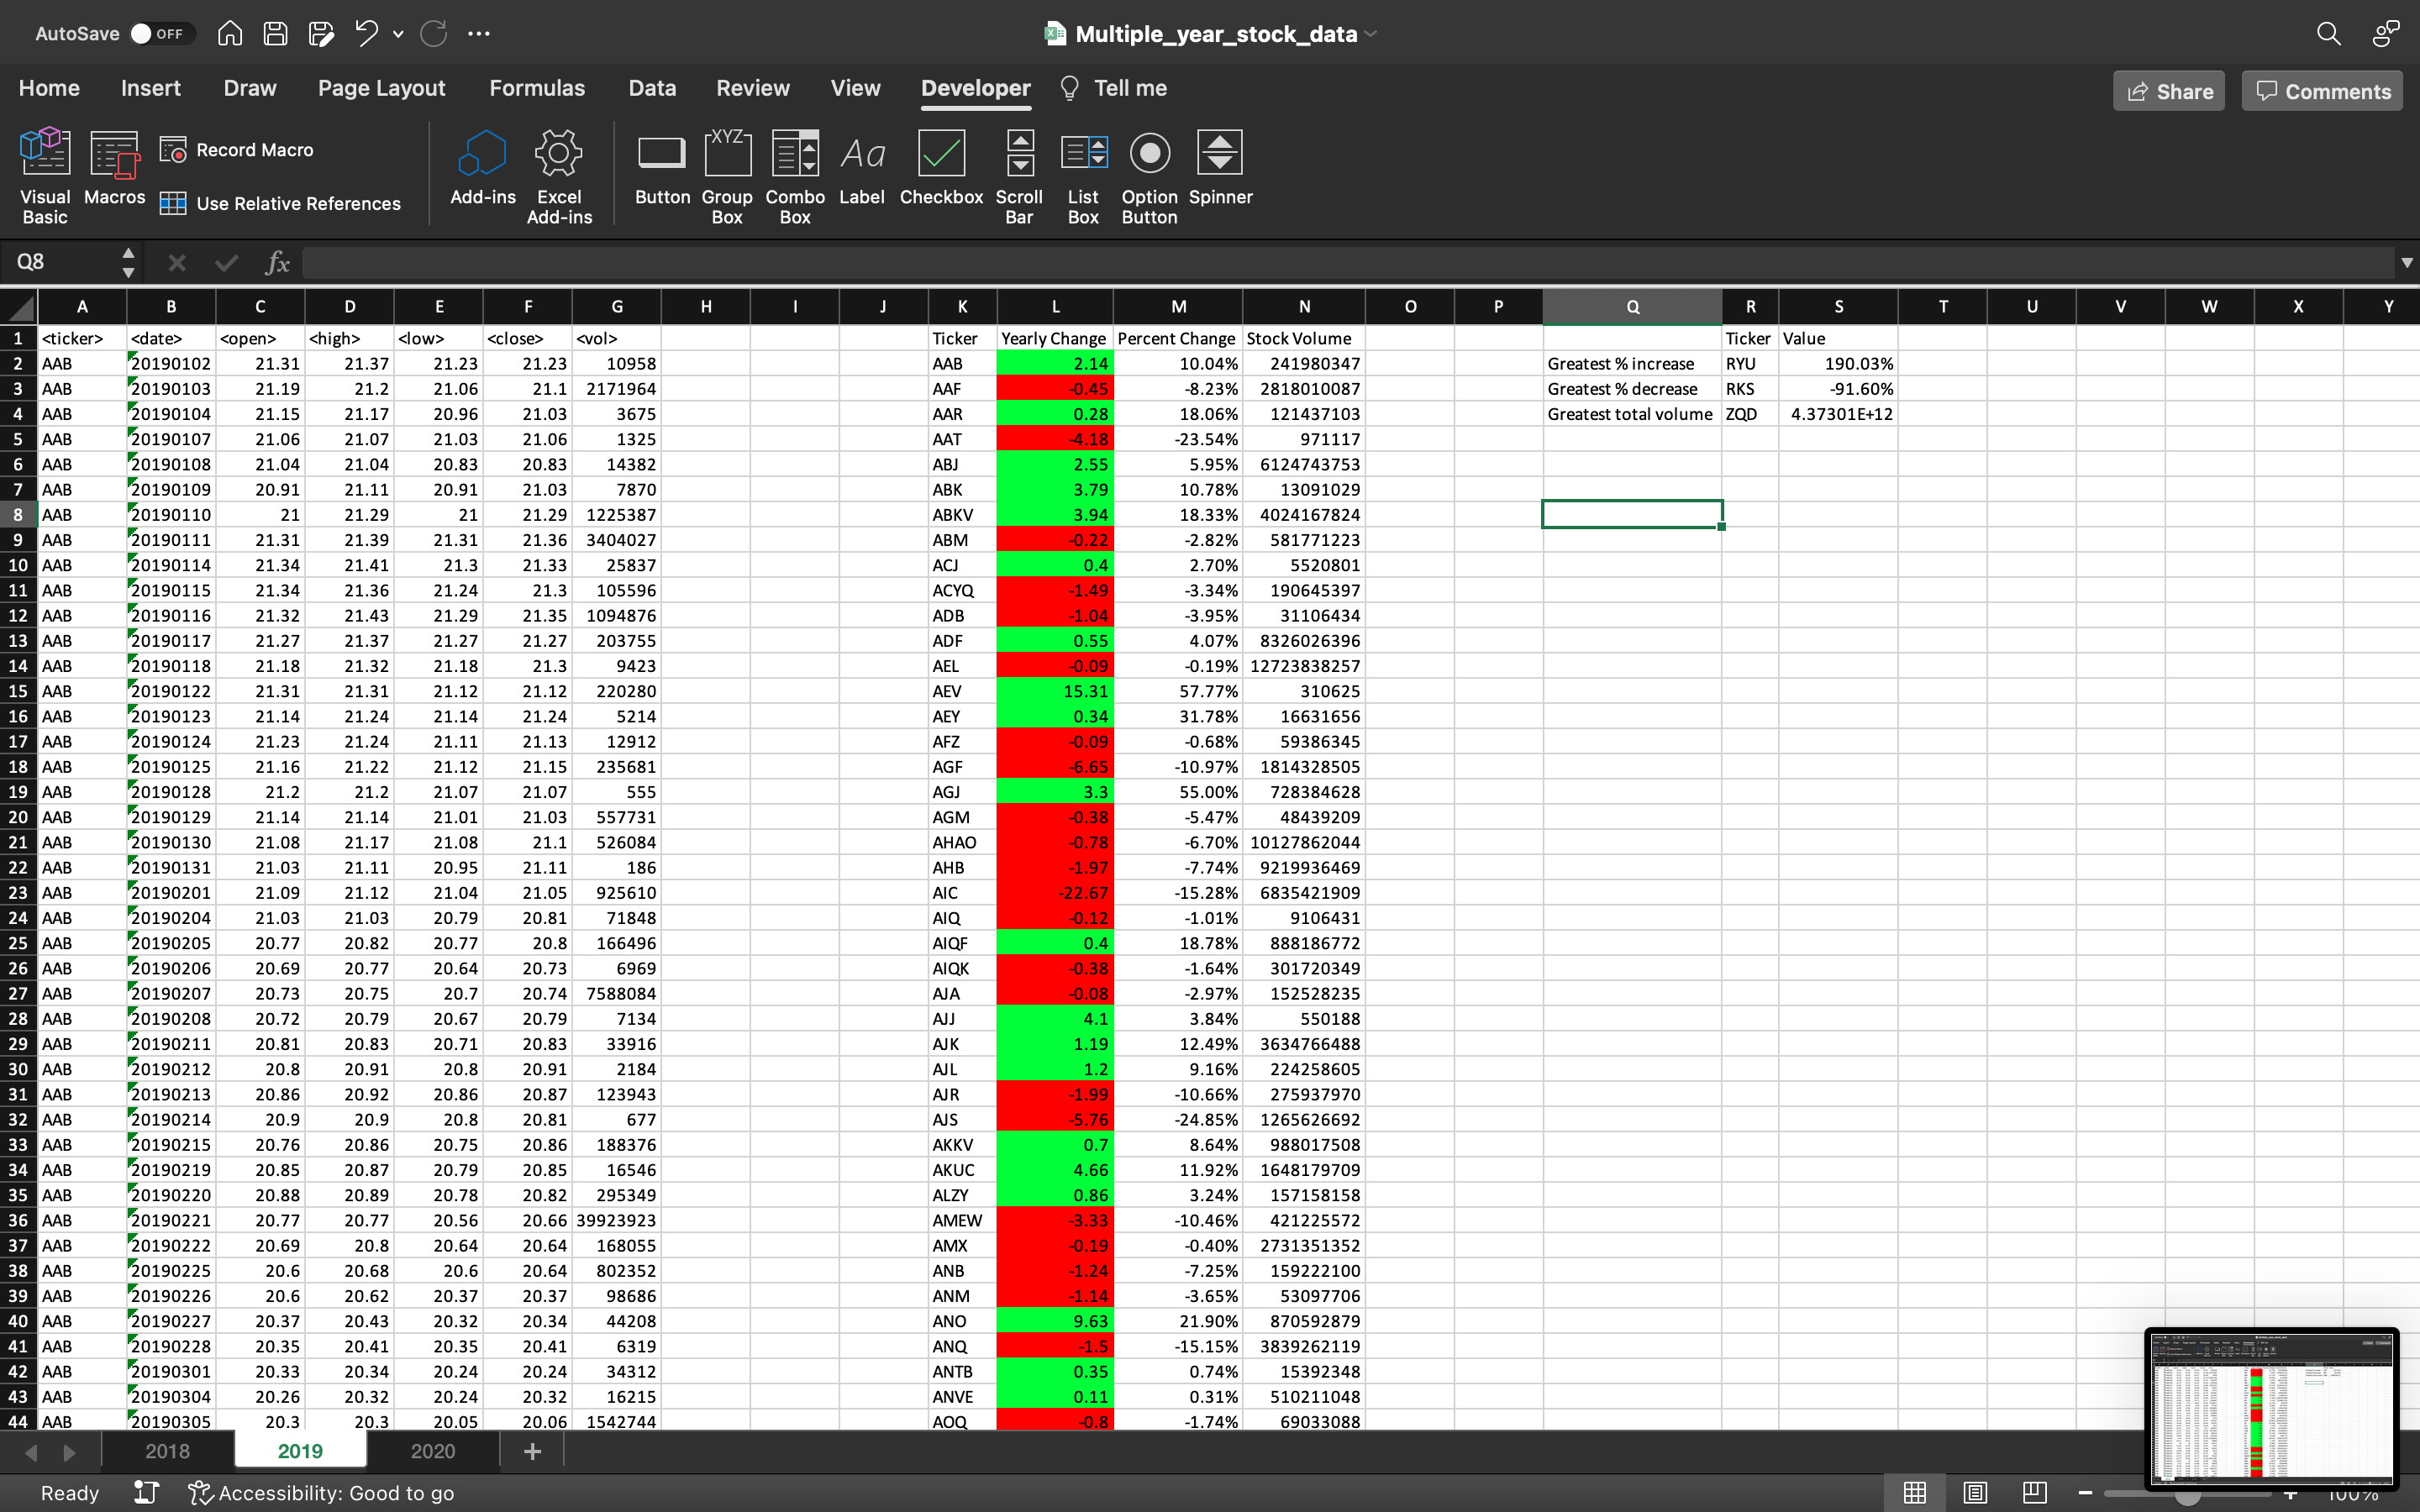 AutoSave OFF Multiple_year_stock_data
Home Insert Draw Page Layout Formulas Data Review View Developer Tell me Share Comments
Visual Basic Macros Record Macro Use Relative References Add-ins Excel Add-ins Button Group Box XYZ Combo Box Aa Label Checkbox Scroll Bar List Box Option Button Spinner
Q8 fx
A B C D E F G H I J K L M N O P Q R S T U V W X Y
1 <ticker> <date> <open> <high> <low> <close> <vol> Ticker Yearly Change Percent Change Stock Volume Ticker Value
2 AAB 20190102 21.31 21.37 21.23 21.23 10958 AAB 2.14 10.04% 241980347 Greatest % increase RYU 190.03%
3 AAB 20190103 21.19 21.2 21.06 21.1 2171964 AAF -0.45 -8.23% 2818010087 Greatest % decrease RKS -91.60%
4 AAB 20190104 21.15 21.17 20.96 21.03 3675 AAR 0.28 18.06% 121437103 Greatest total volume ZQD 4.37301E+12
5 AAB 20190107 21.06 21.07 21.03 21.06 1325 AAT -4.18 -23.54% 971117
6 AAB 20190108 21.04 21.04 20.83 20.83 14382 ABJ 2.55 5.95% 6124743753
7 AAB 20190109 20.91 21.11 20.91 21.03 7870 ABK 3.79 10.78% 13091029
8 AAB 20190110 21 21.29 21 21.29 1225387 ABKV 3.94 18.33% 4024167824
9 AAB 20190111 21.31 21.39 21.31 21.36 3404027 ABM -0.22 -2.82% 581771223
10 AAB 20190114 21.34 21.41 21.3 21.33 25837 ACJ 0.4 2.70% 5520801
11 AAB 20190115 21.34 21.36 21.24 21.3 105596 ACYQ -1.49 -3.34% 190645397
12 AAB 20190116 21.32 21.43 21.29 21.35 1094876 ADB -1.04 -3.95% 31106434
13 AAB 20190117 21.27 21.37 21.27 21.27 203755 ADF 0.55 4.07% 8326026396
14 AAB 20190118 21.18 21.32 21.18 21.3 9423 AEL -0.09 -0.19% 12723838257
15 AAB 20190122 21.31 21.31 21.12 21.12 220280 AEV 15.31 57.77% 310625
16 AAB 20190123 21.14 21.24 21.14 21.24 5214 AEY 0.34 31.78% 16631656
17 AAB 20190124 21.23 21.24 21.11 21.13 12912 AFZ -0.09 -0.68% 59386345
18 AAB 20190125 21.16 21.22 21.12 21.15 235681 AGF -6.65 -10.97% 1814328505
19 AAB 20190128 21.2 21.2 21.07 21.07 555 AGJ 3.3 55.00% 728384628
20 AAB 20190129 21.14 21.14 21.01 21.03 557731 AGM -0.38 -5.47% 48439209
21 AAB 20190130 21.08 21.17 21.08 21.1 526084 AHAO -0.78 -6.70% 10127862044
22 AAB 20190131 21.03 21.11 20.95 21.11 186 AHB -1.97 -7.74% 9219936469
23 AAB 20190201 21.09 21.12 21.04 21.05 925610 AIC -22.67 -15.28% 6835421909
24 AAB 20190204 21.03 21.03 20.79 20.81 71848 AIQ -0.12 -1.01% 9106431
25 AAB 20190205 20.77 20.82 20.77 20.8 166496 AIQF 0.4 18.78% 888186772
26 AAB 20190206 20.69 20.77 20.64 20.73 6969 AIQK -0.38 -1.64% 301720349
27 AAB 20190207 20.73 20.75 20.7 20.74 7588084 AJA -0.08 -2.97% 152528235
28 AAB 20190208 20.72 20.79 20.67 20.79 7134 AJJ 4.1 3.84% 550188
29 AAB 20190211 20.81 20.83 20.71 20.83 33916 AJK 1.19 12.49% 3634766488
30 AAB 20190212 20.8 20.91 20.8 20.91 2184 AJL 1.2 9.16% 224258605
31 AAB 20190213 20.86 20.92 20.86 20.87 123943 AJR -1.99 -10.66% 275937970
32 AAB 20190214 20.9 20.9 20.8 20.81 677 AJS -5.76 -24.85% 1265626692
33 AAB 20190215 20.76 20.86 20.75 20.86 188376 AKKV 0.7 8.64% 988017508
34 AAB 20190219 20.85 20.87 20.79 20.85 16546 AKUC 4.66 11.92% 1648179709
35 AAB 20190220 20.88 20.89 20.78 20.82 295349 ALZY 0.86 3.24% 157158158
36 AAB 20190221 20.77 20.77 20.56 20.66 39923923 AMEW -3.33 -10.46% 421225572
37 AAB 20190222 20.69 20.8 20.64 20.64 168055 AMX -0.19 -0.40% 2731351352
38 AAB 20190225 20.6 20.68 20.6 20.64 802352 ANB -1.24 -7.25% 159222100
39 AAB 20190226 20.6 20.62 20.37 20.37 98686 ANM -1.14 -3.65% 53097706
40 AAB 20190227 20.37 20.43 20.32 20.34 44208 ANO 9.63 21.90% 870592879
41 AAB 20190228 20.35 20.41 20.35 20.41 6319 ANQ -1.5 -15.15% 3839262119
42 AAB 20190301 20.33 20.34 20.24 20.24 34312 ANTB 0.35 0.74% 15392348
43 AAB 20190304 20.26 20.32 20.24 20.32 16215 ANVE 0.11 0.31% 510211048
44 AAB 20190305 20.3 20.3 20.05 20.06 1542744 AOQ -0.8 -1.74% 69033088
2018 2019 2020
Ready Accessibility: Good to go 100%